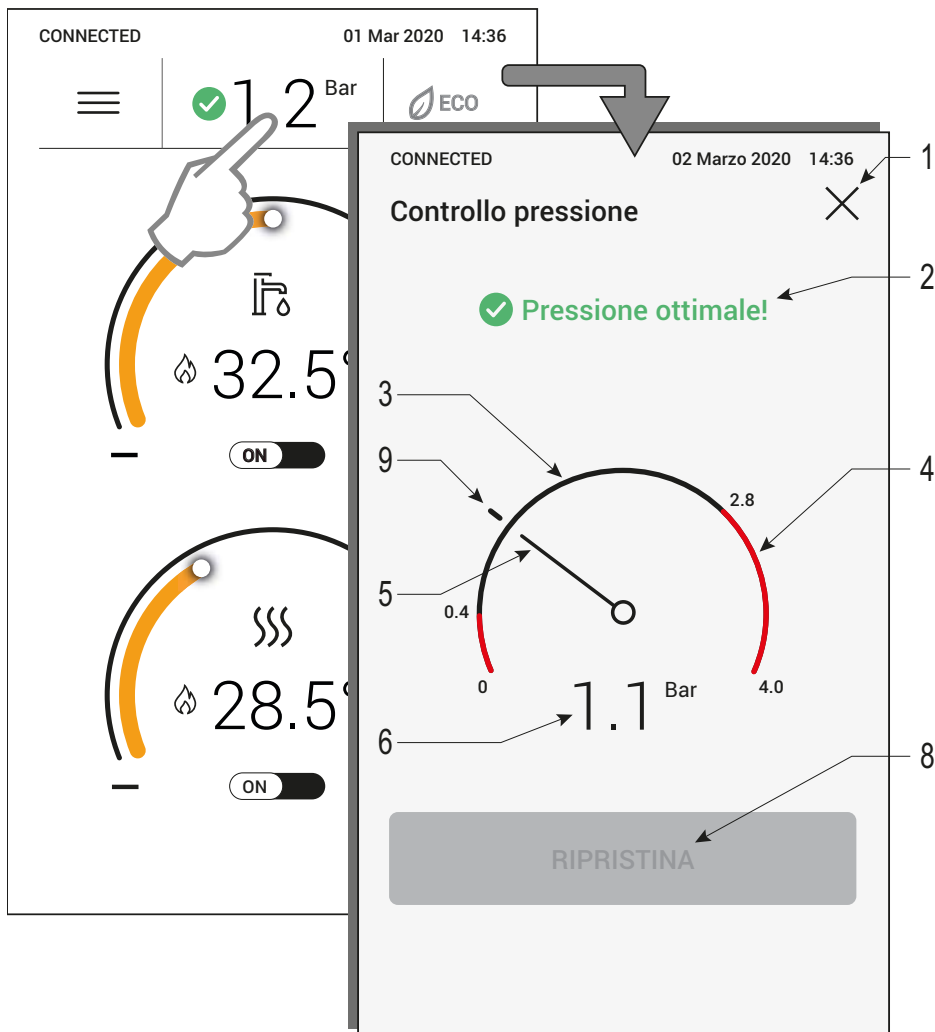 CONNECTED 01 Mar 2020 14:36
12 Bar
ECO
32.5°
ON
28.5°
ON
CONNECTED 02 Marzo 2020 14:36
Controllo pressione
Pressione ottimale!
2.8
0.4
0
4.0
1.1 Bar
RIPRISTINA
1
2
3
9
4
5
6
8